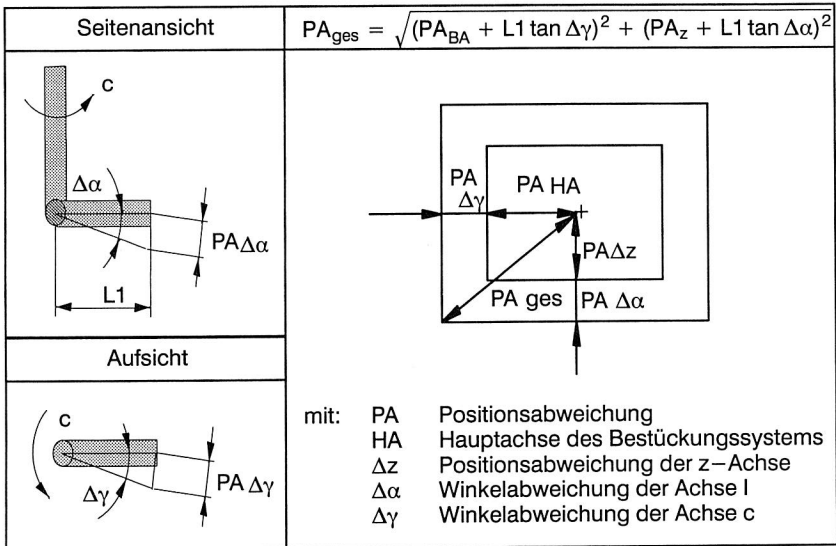 Seitenansicht
PA_ges = √((PA_BA + L1 tan Δγ)² + (PA_z + L1 tan Δα)²)
c
Δα
PAΔα
L1
Aufsicht
c
Δγ
PA Δγ
PA
Δγ
PA HA
PAΔz
PA ges
PA Δα
mit: PA Positionsabweichung
HA Hauptachse des Bestückungssystems
Δz Positionsabweichung der z-Achse
Δα Winkelabweichung der Achse I
Δγ Winkelabweichung der Achse c